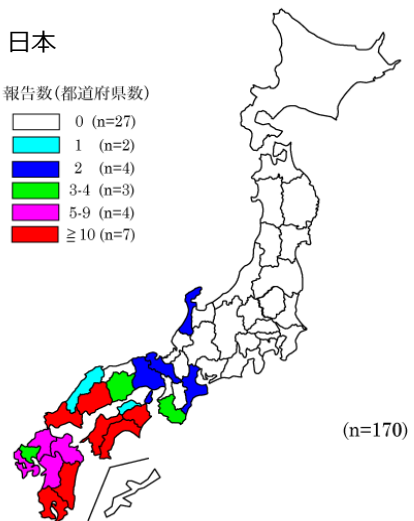 日本
報告数(都道府県数)
0 (n=27)
1 (n=2)
2 (n=4)
3-4 (n=3)
5-9 (n=4)
≧10 (n=7)
(n=170)